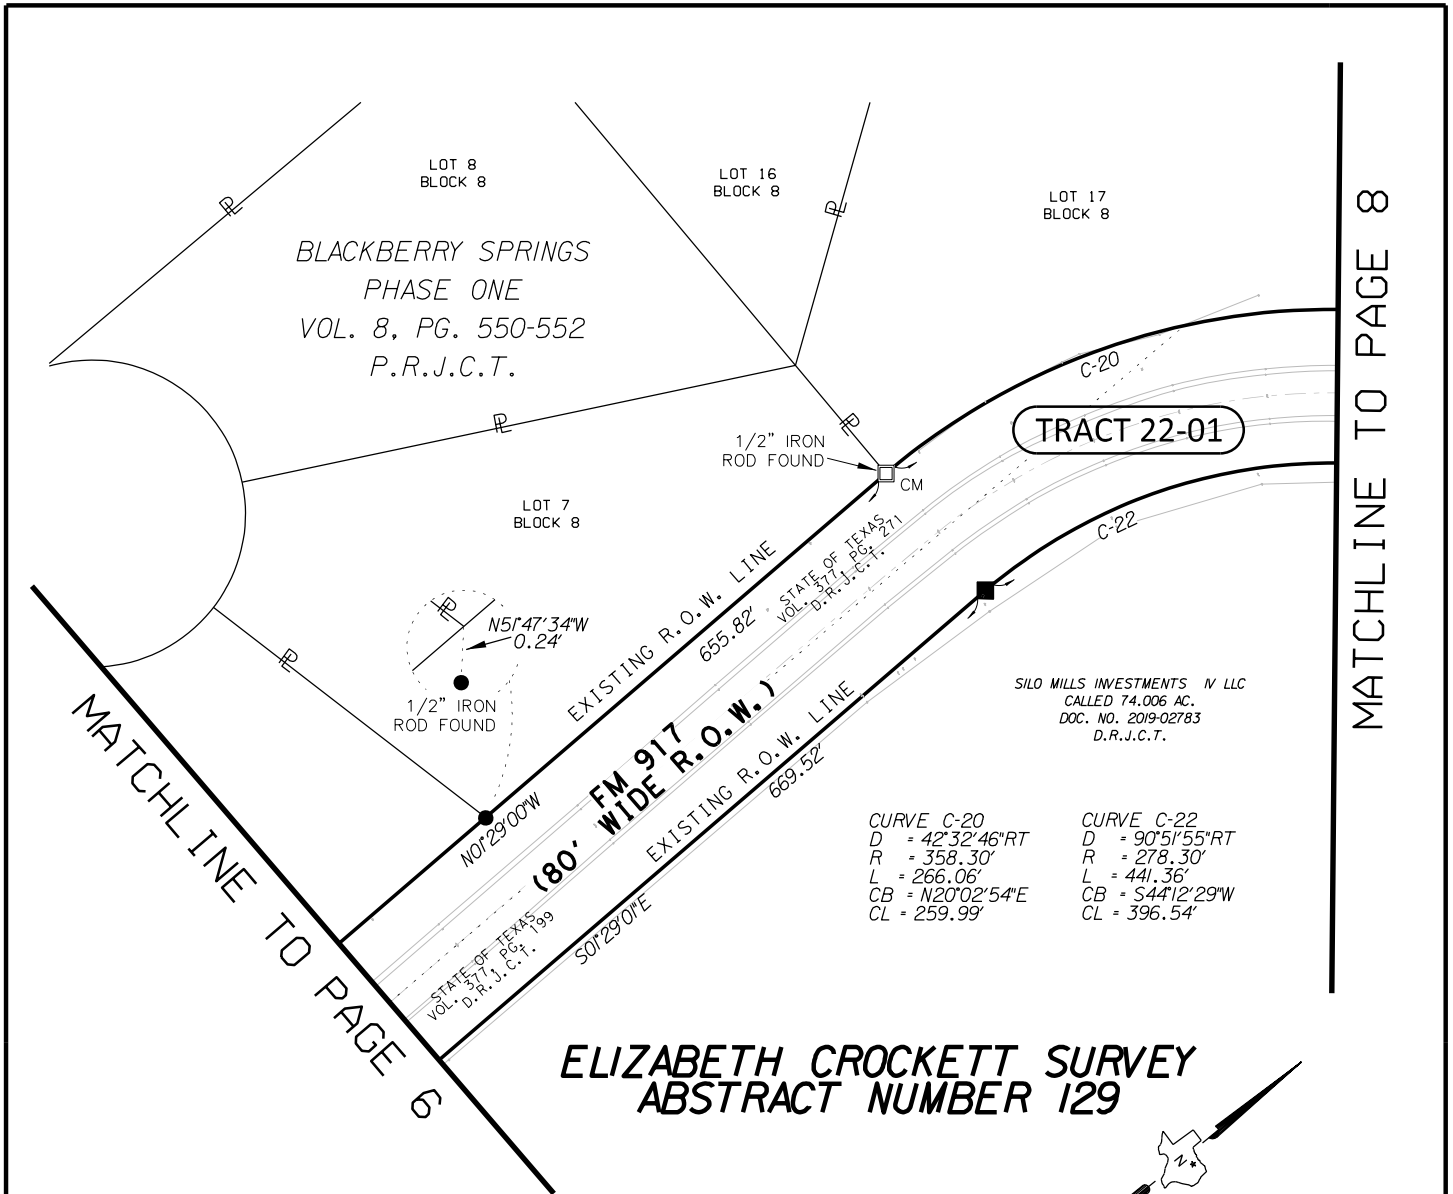 LOT 8
BLOCK 8
LOT 16
BLOCK 8
LOT 17
BLOCK 8
MATCHLINE TO PAGE 8
PL
PL
BLACKBERRY SPRINGS
PHASE ONE
VOL. 8, PG. 550-552
P.R.J.C.T.
C-20
PL
PL
TRACT 22-01
1/2" IRON
ROD FOUND
CM
LOT 7
BLOCK 8
C-22
STATE OF TEXAS
VOL. 377, PG. 271
D.R.J.C.T.
EXISTING R.O.W. LINE
655.82'
PL
N51°47'34"W
0.24'
PL
1/2" IRON
ROD FOUND
SILO MILLS INVESTMENTS IV LLC
CALLED 74.006 AC.
DOC. NO. 2019-02783
D.R.J.C.T.
MATCHLINE TO PAGE 6
FM 917
(80' WIDE R.O.W.)
EXISTING R.O.W. LINE
669.52'
N01°29'00"W
S01°29'01"E
STATE OF TEXAS
VOL. 377, PG. 199
D.R.J.C.T.
CURVE C-20
D = 42°32'46"RT
R = 358.30'
L = 266.06'
CB = N20°02'54"E
CL = 259.99'
CURVE C-22
D = 90°51'55"RT
R = 278.30'
L = 441.36'
CB = S44°12'29"W
CL = 396.54'
ELIZABETH CROCKETT SURVEY
ABSTRACT NUMBER 129
N